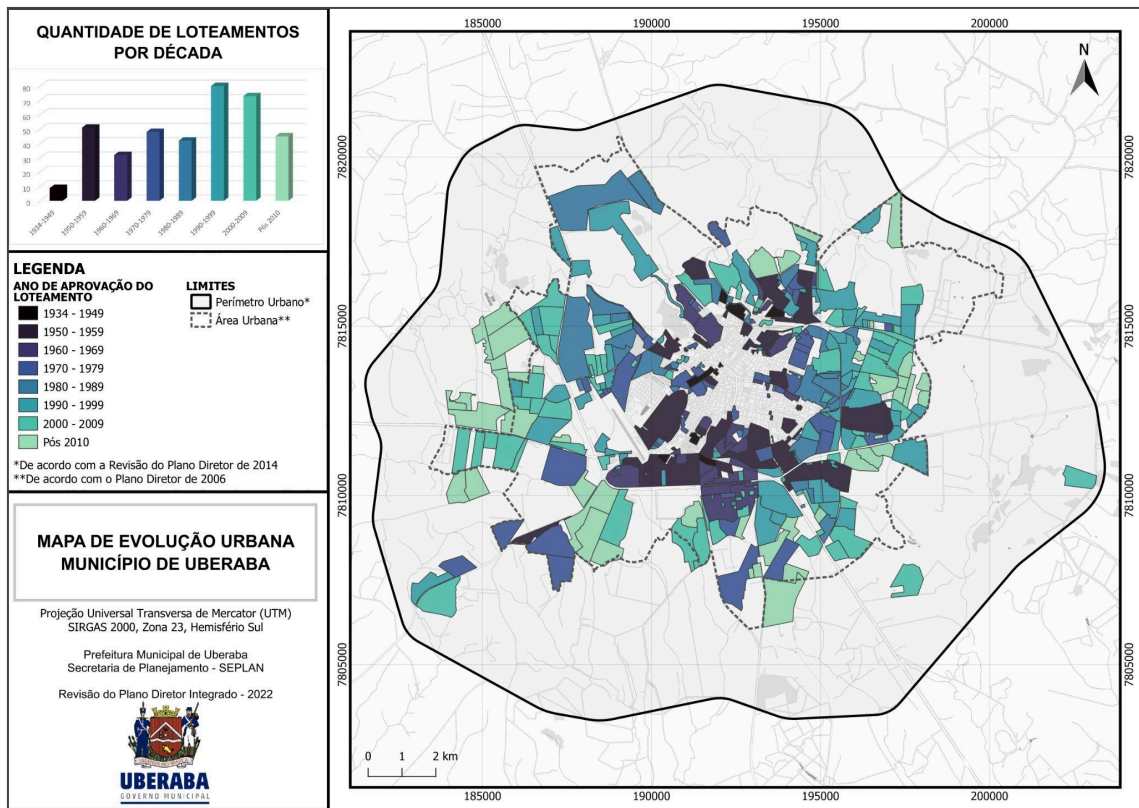 QUANTIDADE DE LOTEAMENTOS
POR DÉCADA
80
70
60
50
40
30
20
10
0
1934-1949
1950-1959
1960-1969
1970-1979
1980-1989
1990-1999
2000-2009
Pós 2010
LEGENDA
ANO DE APROVAÇÃO DO
LOTEAMENTO
1934 - 1949
1950 - 1959
1960 - 1969
1970 - 1979
1980 - 1989
1990 - 1999
2000 - 2009
Pós 2010
LIMITES
Perímetro Urbano*
Área Urbana**
*De acordo com a Revisão do Plano Diretor de 2014
**De acordo com o Plano Diretor de 2006
MAPA DE EVOLUÇÃO URBANA
MUNICÍPIO DE UBERABA
Projeção Universal Transversa de Mercator (UTM)
SIRGAS 2000, Zona 23, Hemisfério Sul
Prefeitura Municipal de Uberaba
Secretaria de Planejamento - SEPLAN
Revisão do Plano Diretor Integrado - 2022
UBERABA
GOVERNO MUNICIPAL
185000
190000
195000
200000
N
7820000
7820000
7815000
7815000
7810000
7810000
7805000
7805000
0
1
2 km
185000
190000
195000
200000